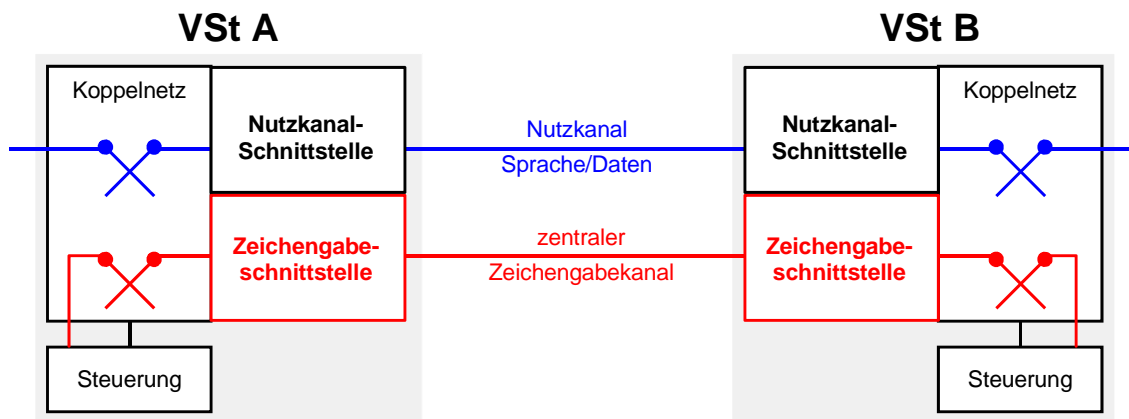 VSt A
VSt B
Koppelnetz
Nutzkanal-
Schnittstelle
Nutzkanal
Sprache/Daten
Nutzkanal-
Schnittstelle
Koppelnetz
Zeichengabe-
schnittstelle
zentraler
Zeichengabekanal
Zeichengabe-
schnittstelle
Steuerung
Steuerung